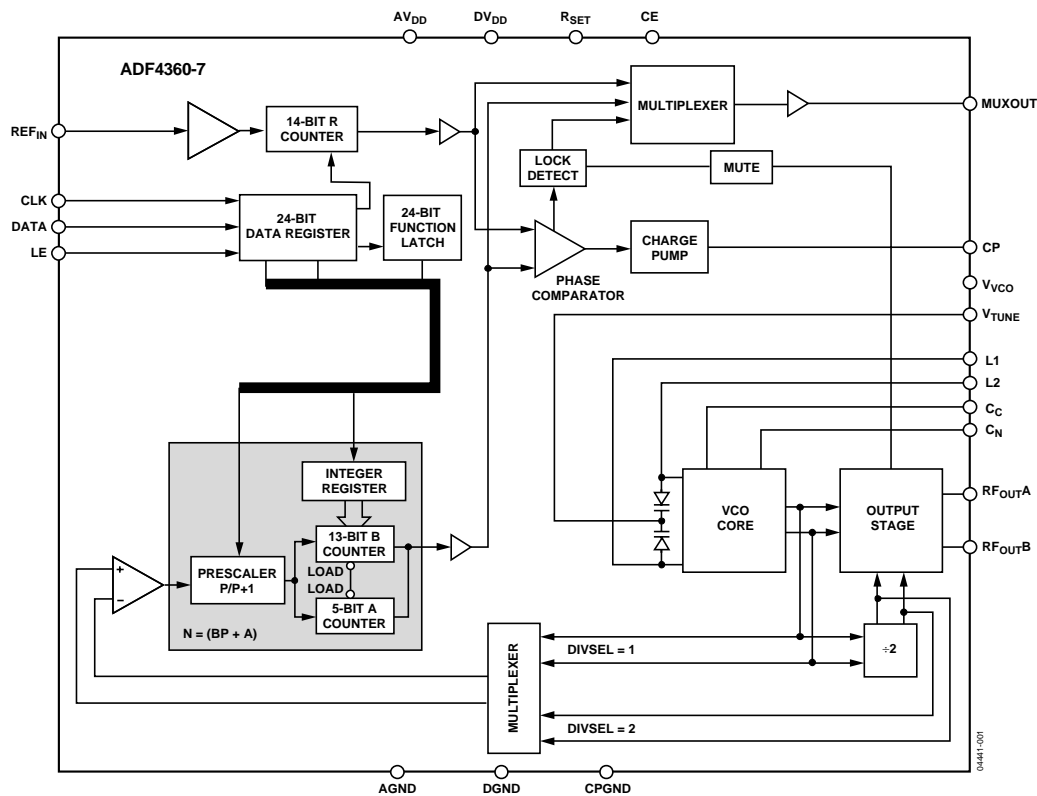 AVDD
DVDD
RSET
CE
ADF4360-7
REFIN
14-BIT R
COUNTER
MULTIPLEXER
MUXOUT
LOCK
DETECT
MUTE
CLK
DATA
LE
24-BIT
DATA REGISTER
24-BIT
FUNCTION
LATCH
CHARGE
PUMP
CP
PHASE
COMPARATOR
VVCO
VTUNE
L1
L2
CC
CN
INTEGER
REGISTER
13-BIT B
COUNTER
LOAD
LOAD
5-BIT A
COUNTER
PRESCALER
P/P+1
+
−
N = (BP + A)
VCO
CORE
OUTPUT
STAGE
RFOUTA
RFOUTB
÷2
MULTIPLEXER
DIVSEL = 1
DIVSEL = 2
AGND
DGND
CPGND
04441-001